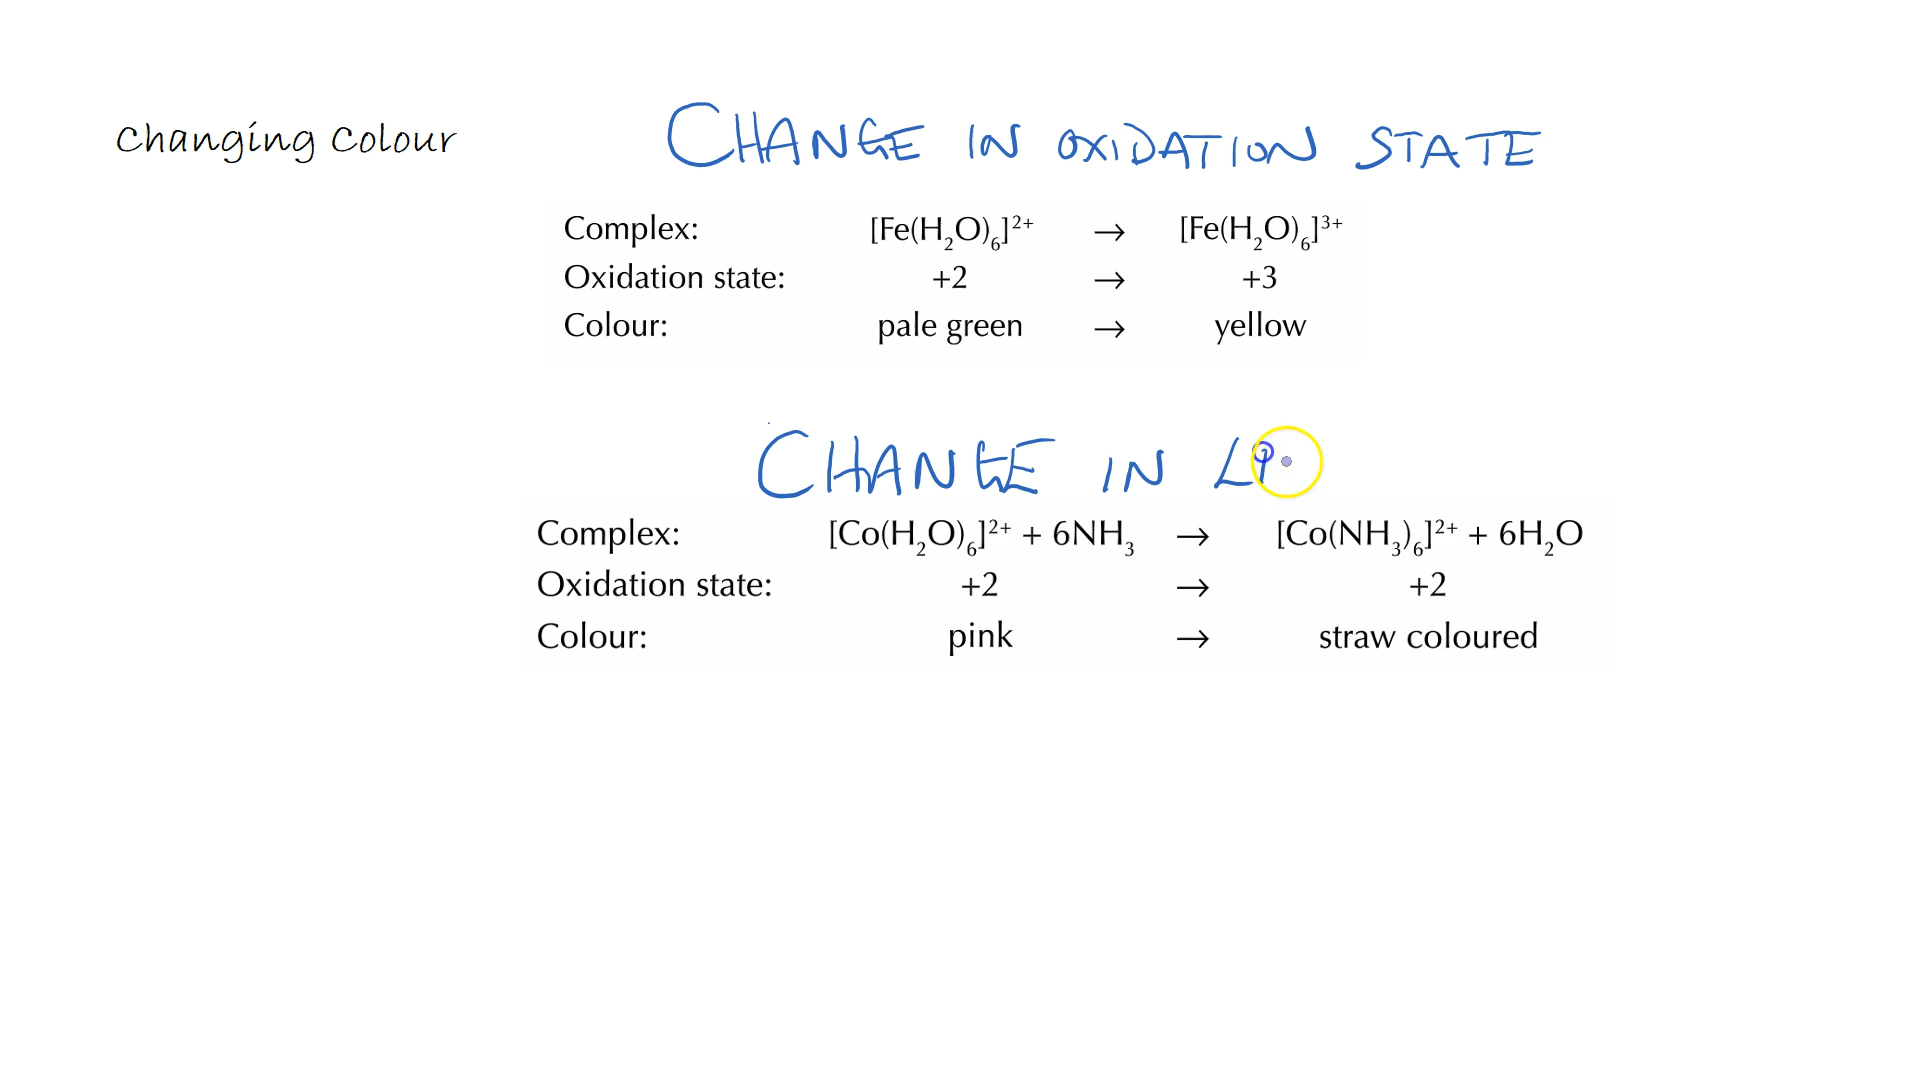 Changing Colour
CHANGE IN OXIDATION STATE
Complex: [Fe(H₂O)₆]²⁺ → [Fe(H₂O)₆]³⁺
Oxidation state: +2 → +3
Colour: pale green → yellow
CHANGE IN
Complex: [Co(H₂O)₆]²⁺ + 6NH₃ → [Co(NH₃)₆]²⁺ + 6H₂O
Oxidation state: +2 → +2
Colour: pink → straw coloured